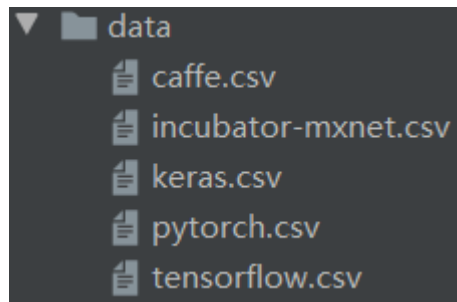 data
caffe.csv
incubator-mxnet.csv
keras.csv
pytorch.csv
tensorflow.csv